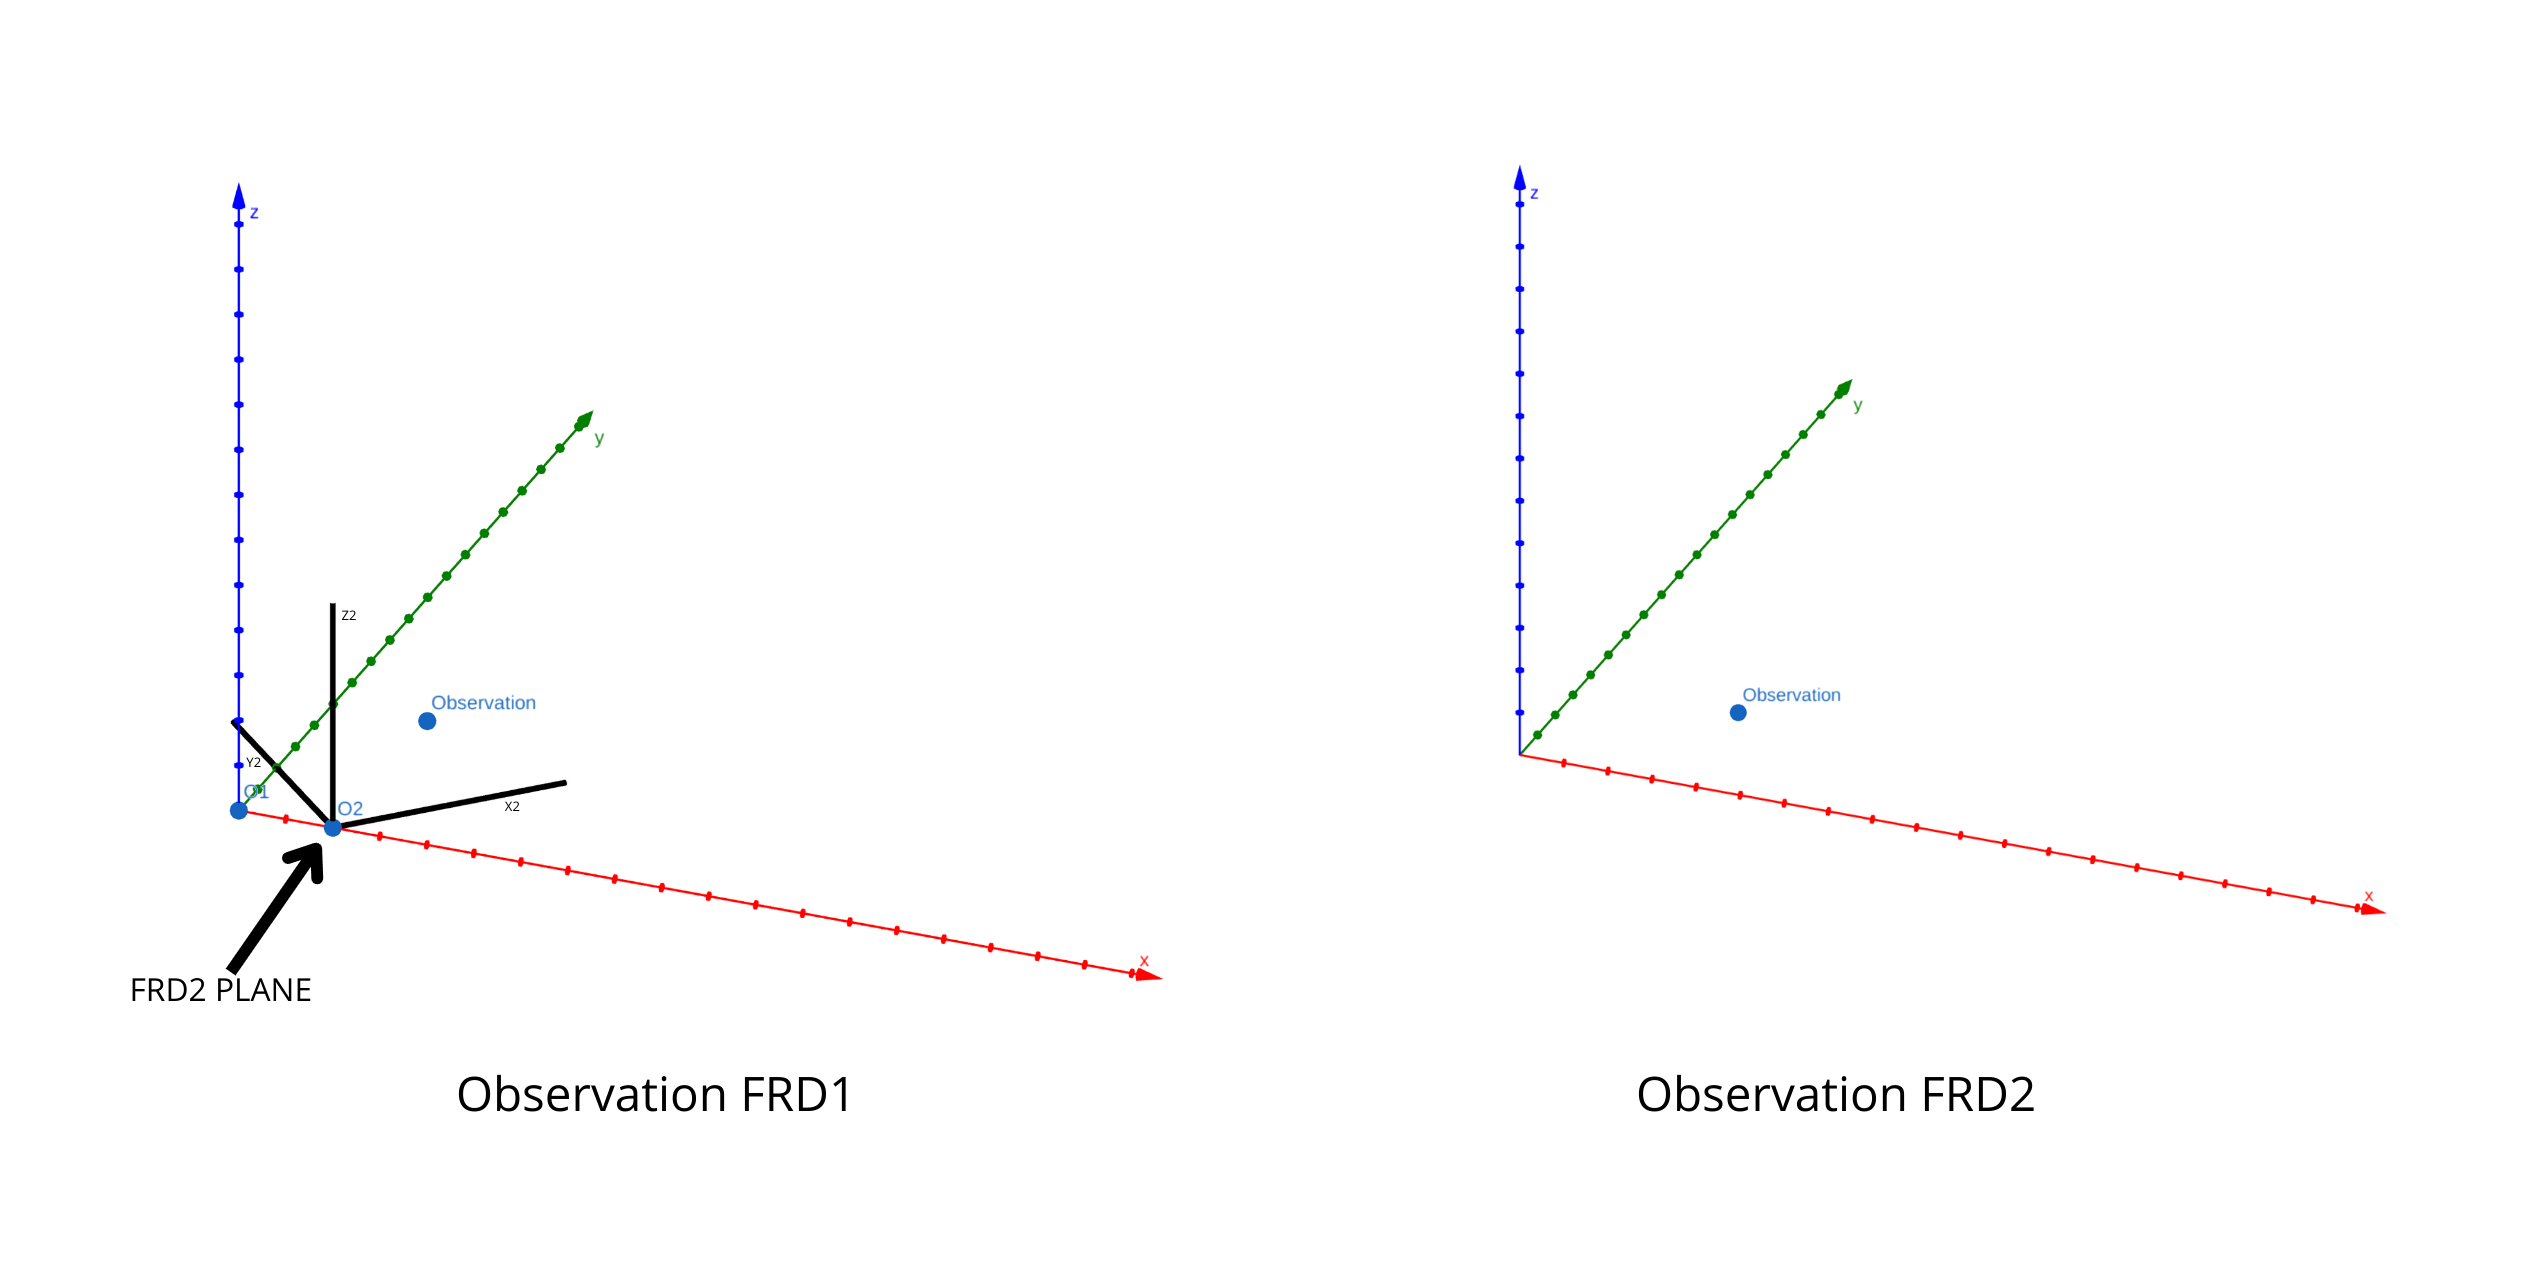 z
y
Z2
Observation
Y2
O1
O2
X2
x
FRD2 PLANE
Observation FRD1
z
y
Observation
x
Observation FRD2